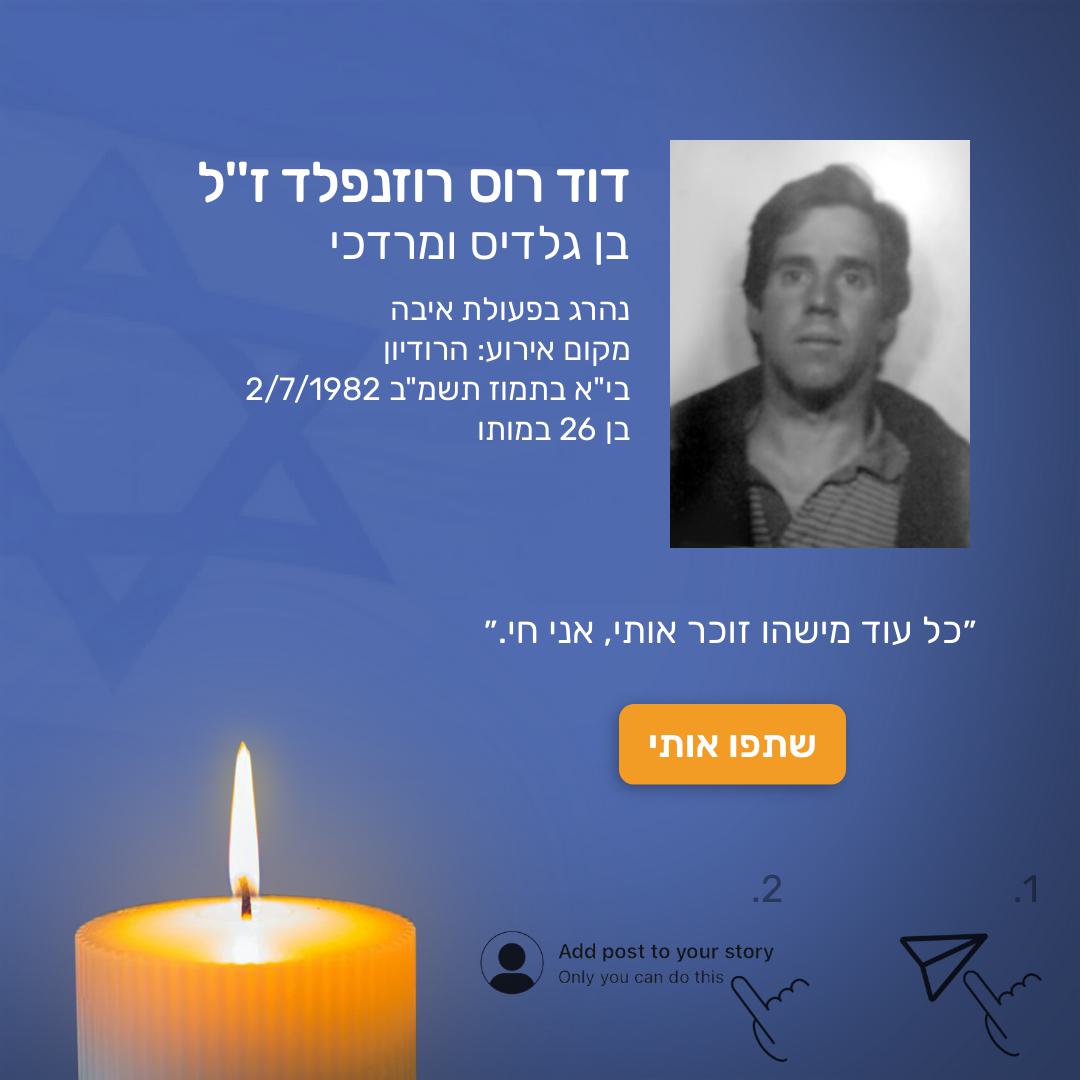 דוד רוס רוזנפלד ז"ל
בן גלדיס ומרדכי
נהרג בפעולת איבה
מקום אירוע: הרודיון
בי"א בתמוז תשמ"ב 2/7/1982
בן 26 במותו
״כל עוד מישהו זוכר אותי, אני חי.״
שתפו אותי
.1
.2
Add post to your story
Only you can do this